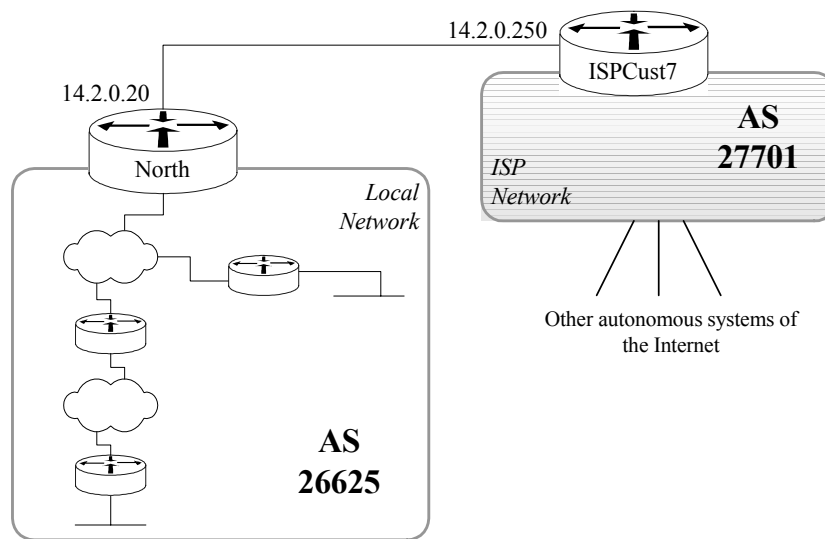 14.2.0.250
ISPCust7
14.2.0.20
North
AS
27701
ISP
Network
Local
Network
Other autonomous systems of
the Internet
AS
26625